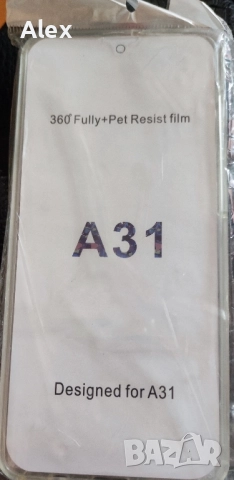 Alex
360° Fully+Pet Resist film
A31
Designed for A31
BAZAR